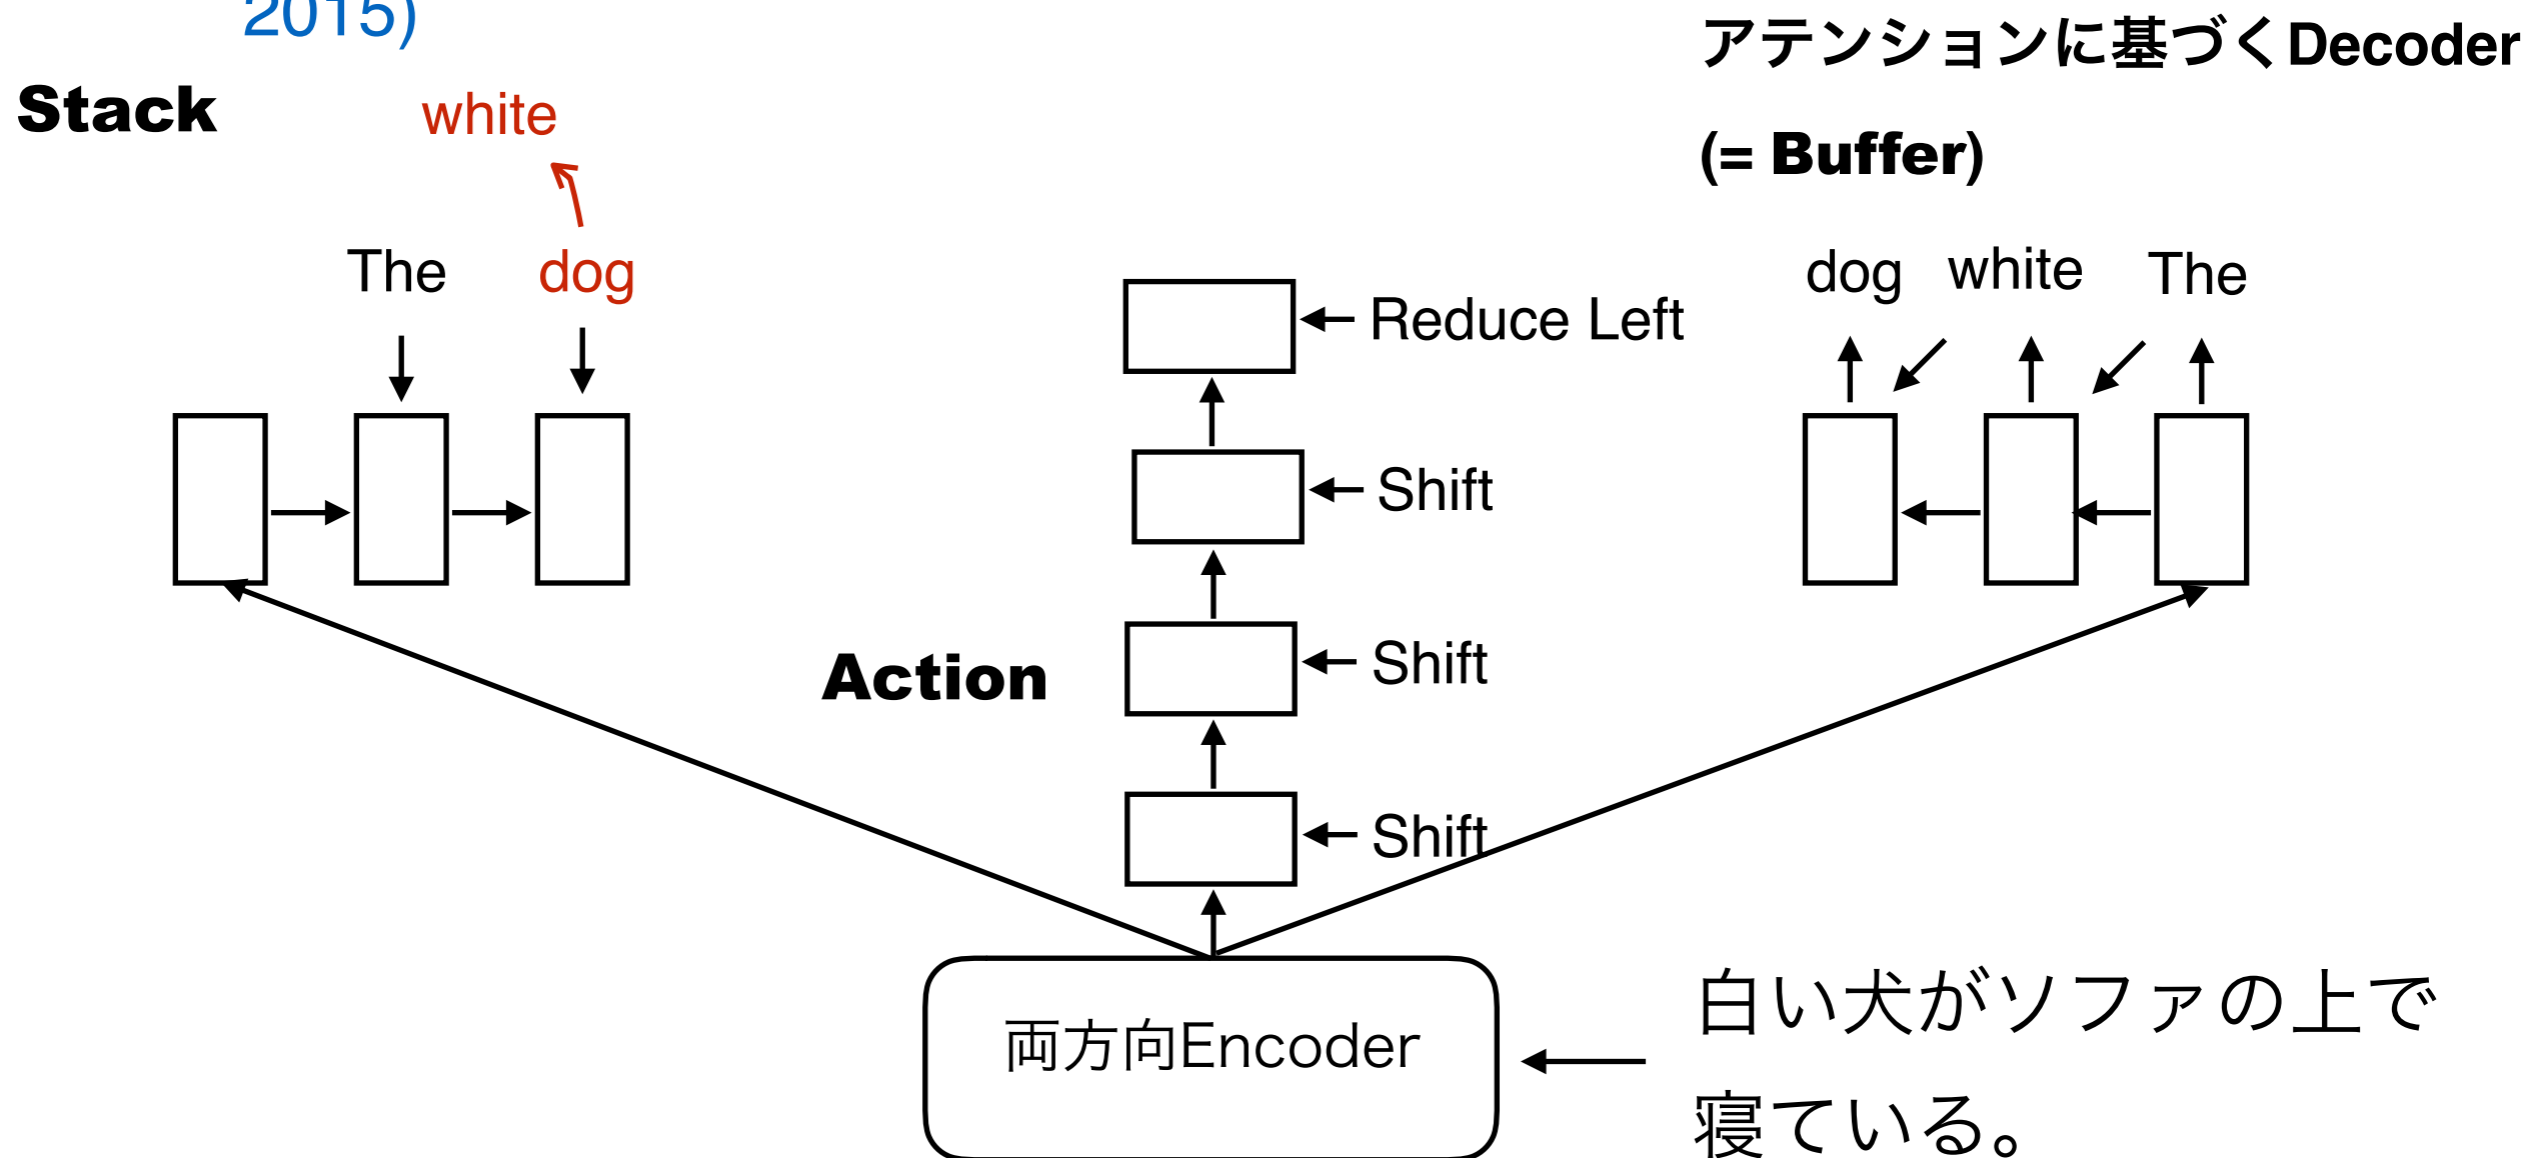 2015)
アテンションに基づくDecoder
(= Buffer)
Stack
white
The
dog
dog
white
The
Reduce Left
Shift
Shift
Action
Shift
両方向Encoder
白い犬がソファの上で
寝ている。